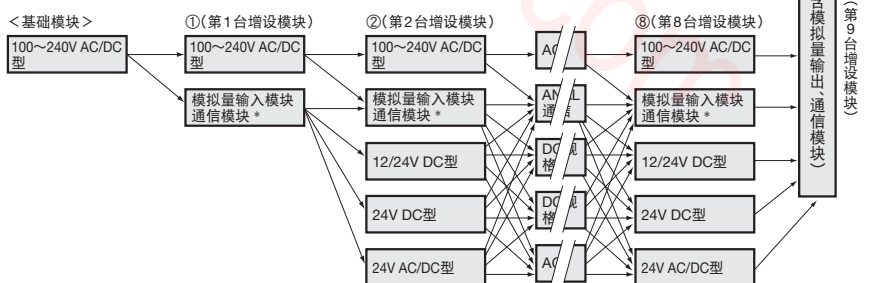 <基础模块>
①(第1台增设模块)
②(第2台增设模块)
⑧(第8台增设模块)
100～240V AC/DC
型
100～240V AC/DC
型
模拟量输入模块
通信模块 *
100～240V AC/DC
型
模拟量输入模块
通信模块 *
12/24V DC型
24V DC型
24V AC/DC型
100～240V AC/DC
型
模拟量输入模块
通信模块 *
12/24V DC型
24V DC型
24V AC/DC型
含模拟量输出、通信模块)
(第9台增设模块)